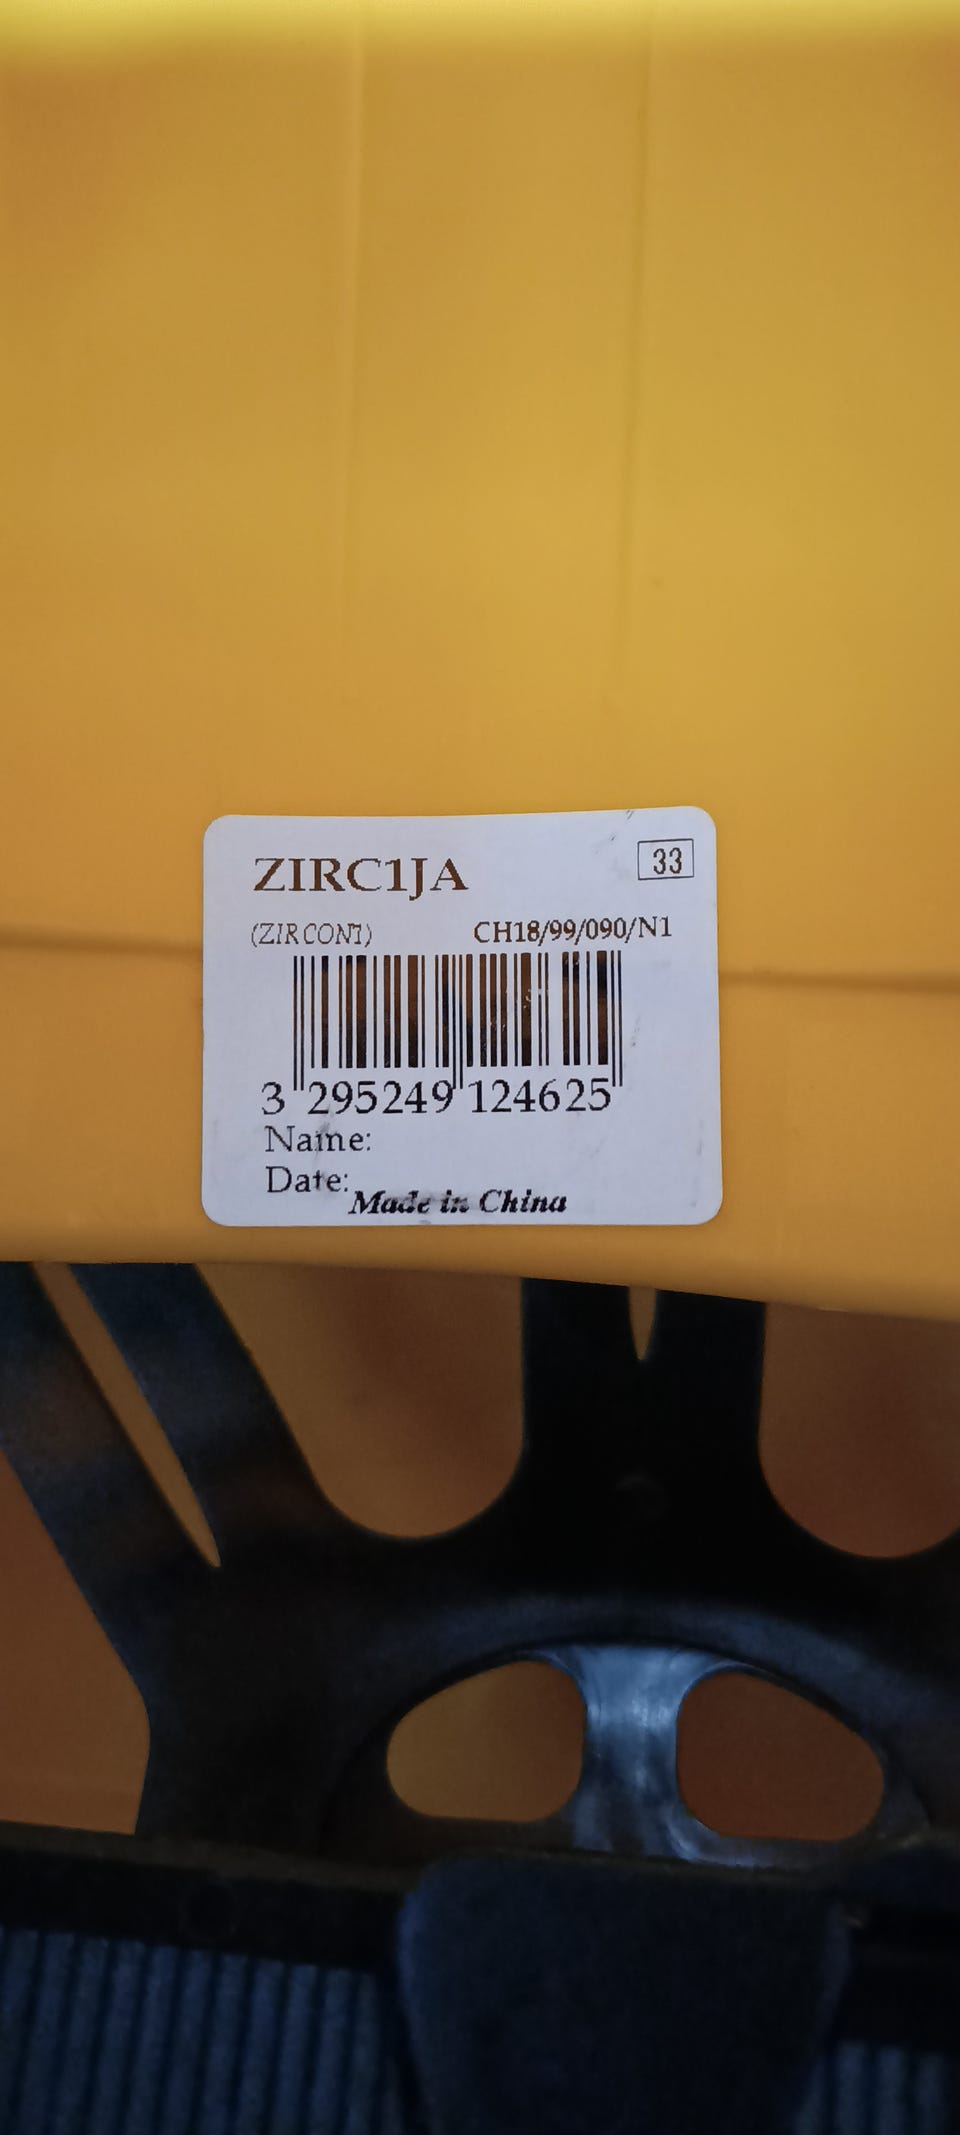 ZIRC1JA
33
(ZIRCON1)
CH18/99/090/N1
3 295249 124625
Name:
Date:
Made in China